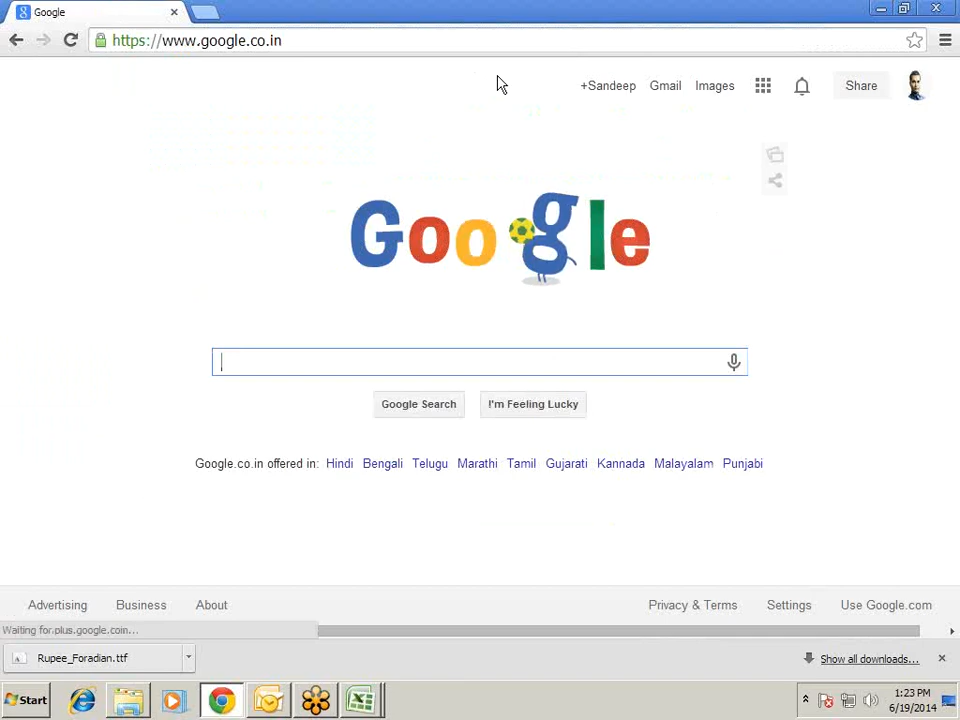 Google
https://www.google.co.in
+Sandeep Gmail Images Share
Google
Google Search I'm Feeling Lucky
Google.co.in offered in: Hindi Bengali Telugu Marathi Tamil Gujarati Kannada Malayalam Punjabi
Advertising Business About Privacy & Terms Settings Use Google.com
Waiting for plus.google.com...
Rupee_Foradian.ttf Show all downloads...
Start
1:23 PM
6/19/2014